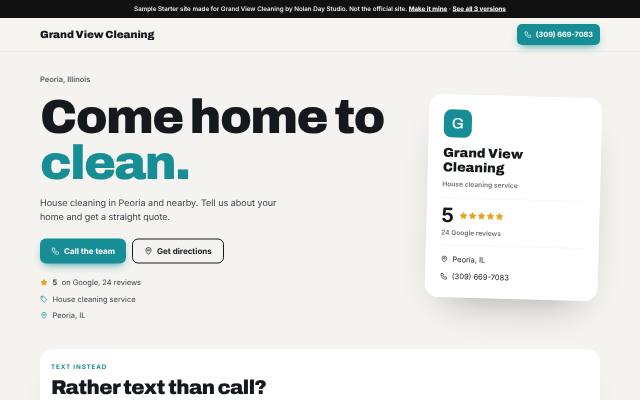 Sample Starter site made for Grand View Cleaning by Nolan Day Studio. Not the official site. Make it mine · See all 3 versions
Grand View Cleaning
(309) 669-7083
Peoria, Illinois
Come home to
clean.
House cleaning in Peoria and nearby. Tell us about your
home and get a straight quote.
Call the team
Get directions
5 on Google, 24 reviews
House cleaning service
Peoria, IL
G
Grand View
Cleaning
House cleaning service
5
24 Google reviews
Peoria, IL
(309) 669-7083
TEXT INSTEAD
Rather text than call?